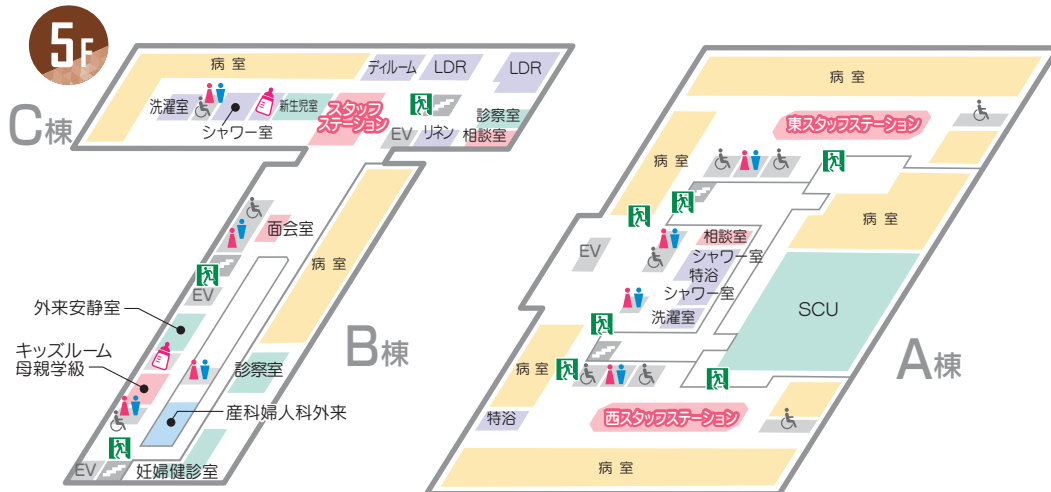 5F
C棟
病室
ディルーム
LDR
LDR
洗濯室
シャワー室
新生児室
スタッフ
ステーション
EV
リネン
診察室
相談室
面会室
病室
EV
外来安静室
キッズルーム
母親学級
B棟
診察室
産科婦人科外来
EV
妊婦健診室
病室
東スタッフステーション
病室
病室
EV
相談室
シャワー室
特浴
シャワー室
洗濯室
SCU
A棟
病室
特浴
西スタッフステーション
病室